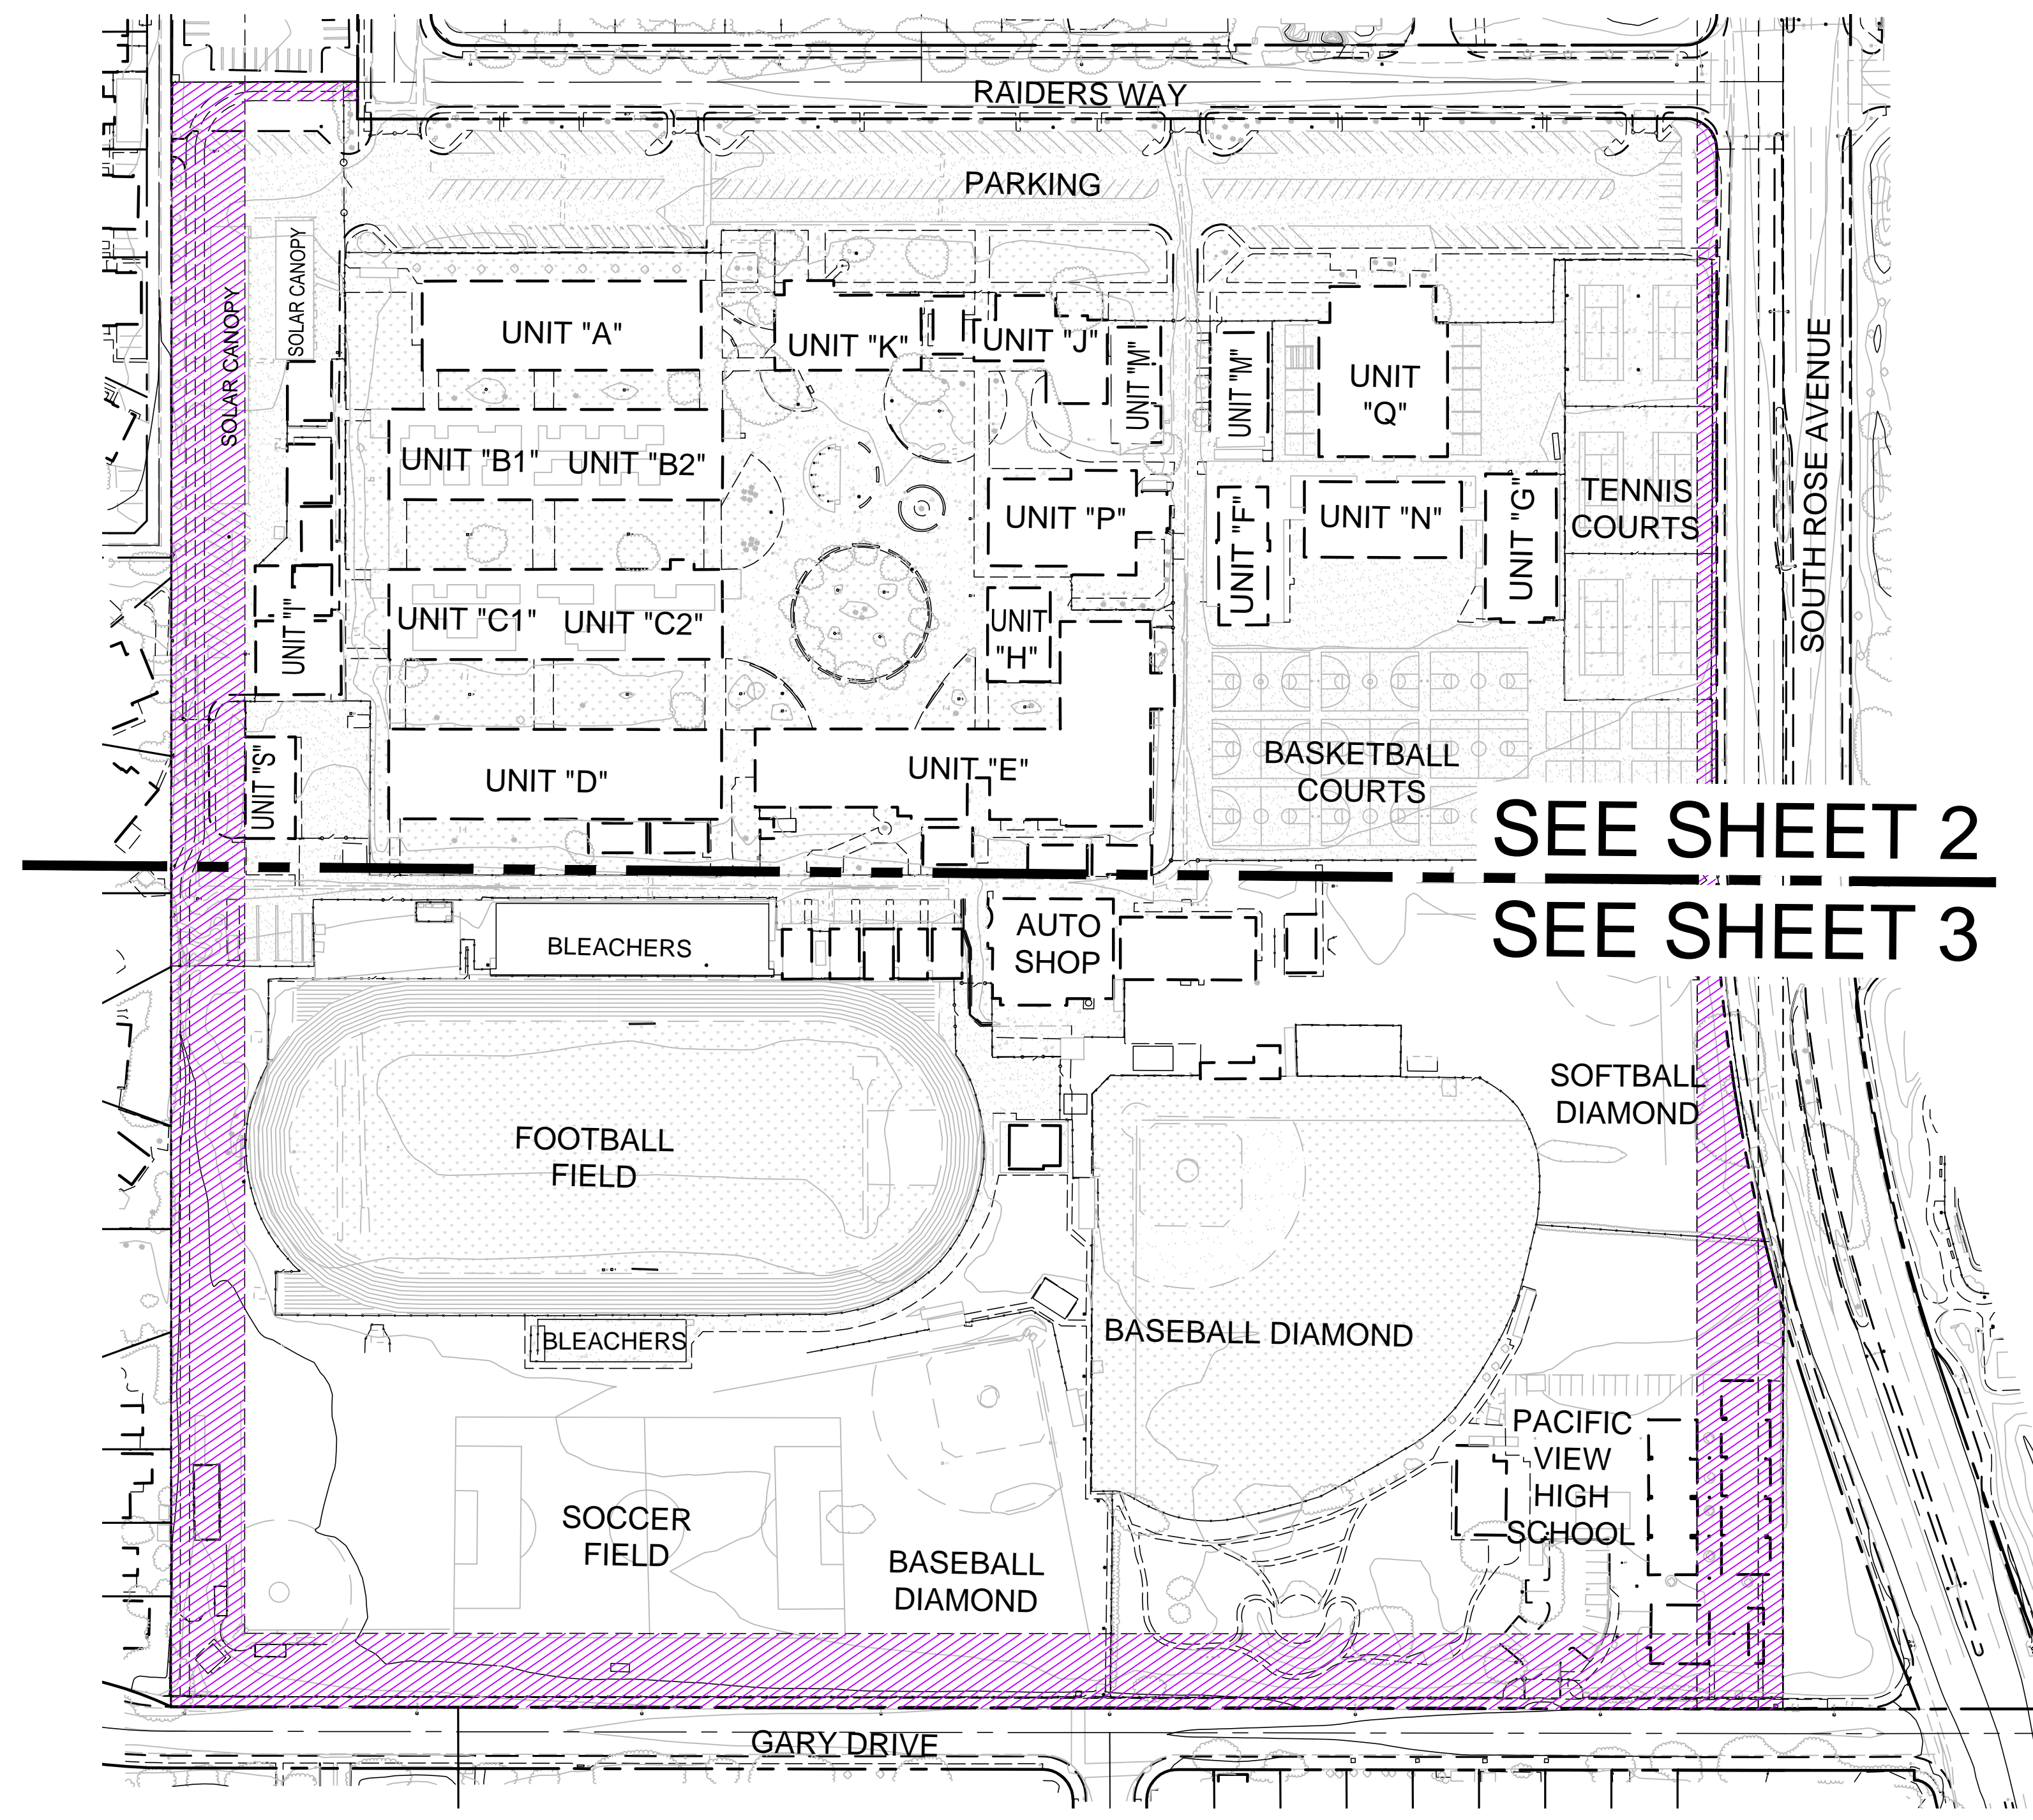 RAIDERS WAY
PARKING
SOLAR CANOPY
SOLAR CANOPY
UNIT "A"
UNIT "K"
UNIT "J"
UNIT "M"
UNIT "M"
UNIT
"Q"
SOUTH ROSE AVENUE
UNIT "B1"
UNIT "B2"
UNIT "P"
UNIT "F"
UNIT "N"
UNIT "G"
TENNIS
COURTS
UNIT "C1"
UNIT "C2"
UNIT
"H"
UNIT "T"
UNIT "S"
UNIT "D"
UNIT "E"
BASKETBALL
COURTS
SEE SHEET 2
SEE SHEET 3
BLEACHERS
AUTO
SHOP
SOFTBALL
DIAMOND
FOOTBALL
FIELD
BLEACHERS
BASEBALL DIAMOND
PACIFIC
VIEW
HIGH
SCHOOL
SOCCER
FIELD
BASEBALL
DIAMOND
GARY DRIVE